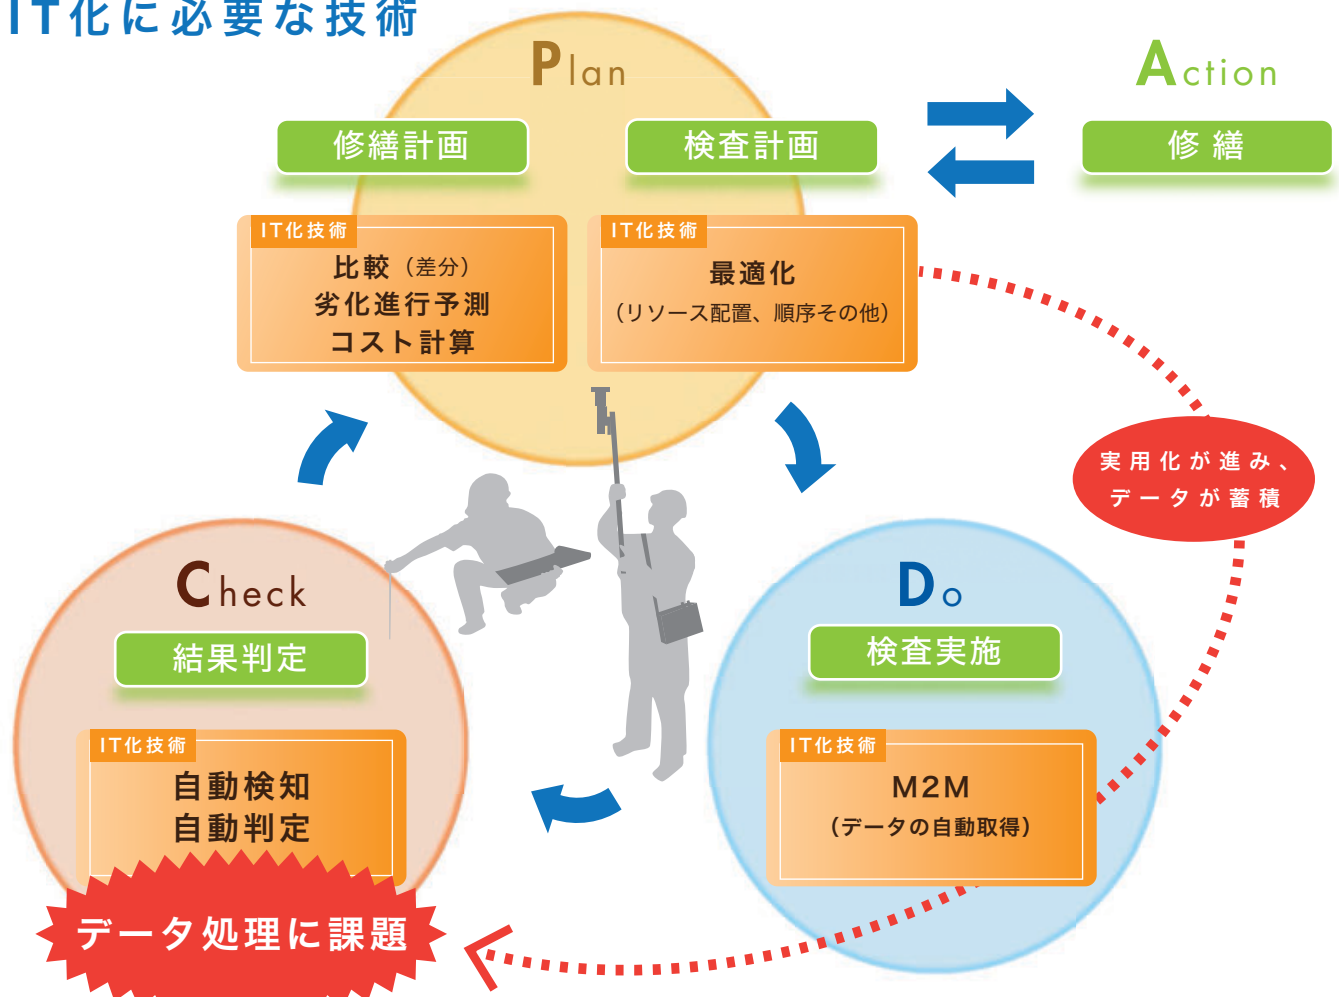 IT化に必要な技術
Plan
Action
修繕計画
検査計画
修繕
IT化技術
比較（差分）
劣化進行予測
コスト計算
IT化技術
最適化
（リソース配置、順序その他）
実用化が進み、
データが蓄積
Check
結果判定
IT化技術
自動検知
自動判定
データ処理に課題
Do
検査実施
IT化技術
M2M
（データの自動取得）